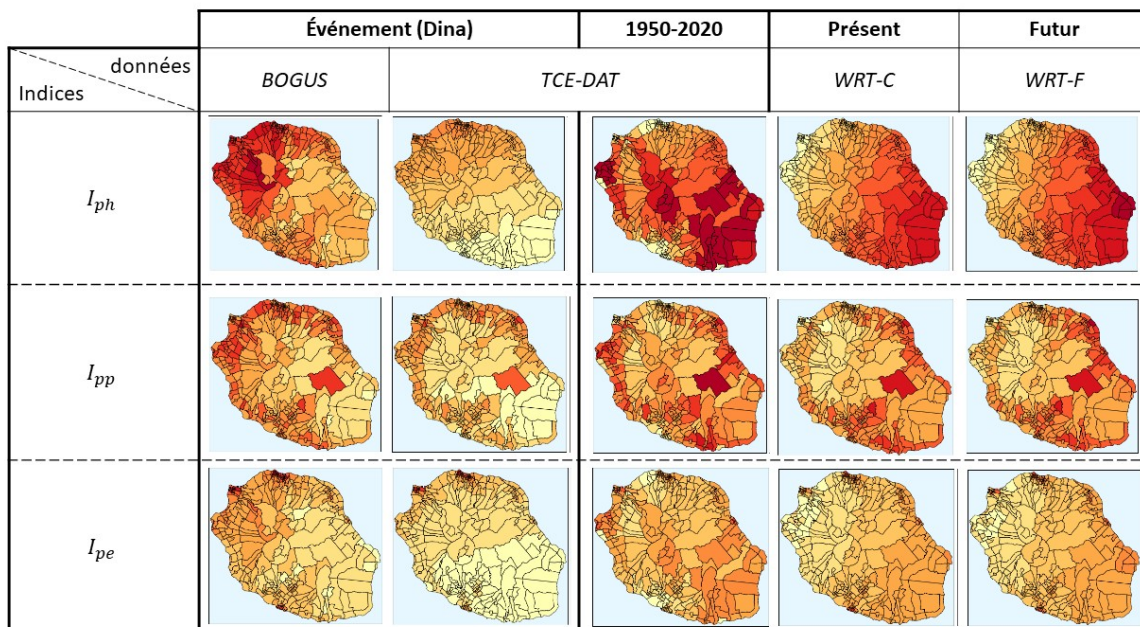 Événement (Dina) 1950-2020 Présent Futur
données
Indices
BOGUS TCE-DAT WRT-C WRT-F
I_ph
I_pp
I_pe